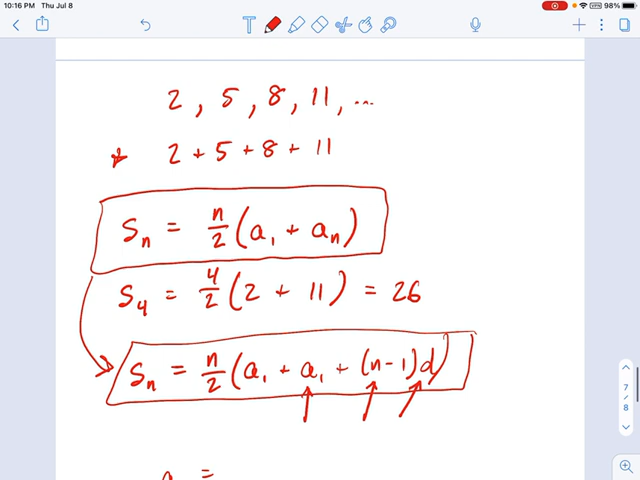 10:16 PM Thu Jul 8 98%
2 , 5 , 8 , 11 , ...
* 2 + 5 + 8 + 11
Sₙ = n/2 (a₁ + aₙ)
S₄ = 4/2 (2 + 11) = 26
Sₙ = n/2 (a₁ + a₁ + (n-1)d)
7 / 8